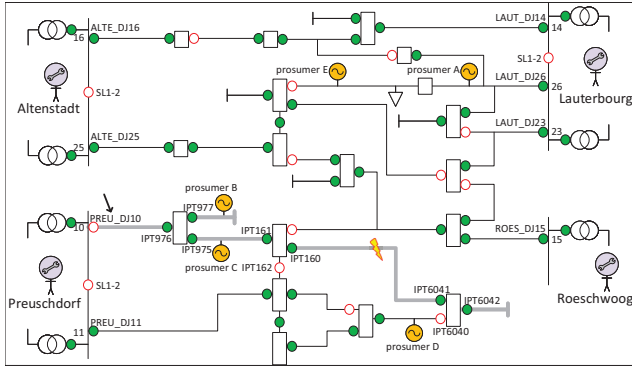 ALTE_DJ16
LAUT_DJ14
16
14
prosumer E
prosumer A
SL1-2
LAUT_DJ26
SL1-2
26
Altenstadt
Lauterbourg
LAUT_DJ23
ALTE_DJ25
23
25
prosumer B
PREU_DJ10
IPT977
10
IPT976
IPT161
IPT975
IPT160
ROES_DJ15
15
prosumer C
IPT162
SL1-2
IPT6041
IPT6042
Preuschdorf
Roeschwoog
PREU_DJ11
11
IPT6040
prosumer D